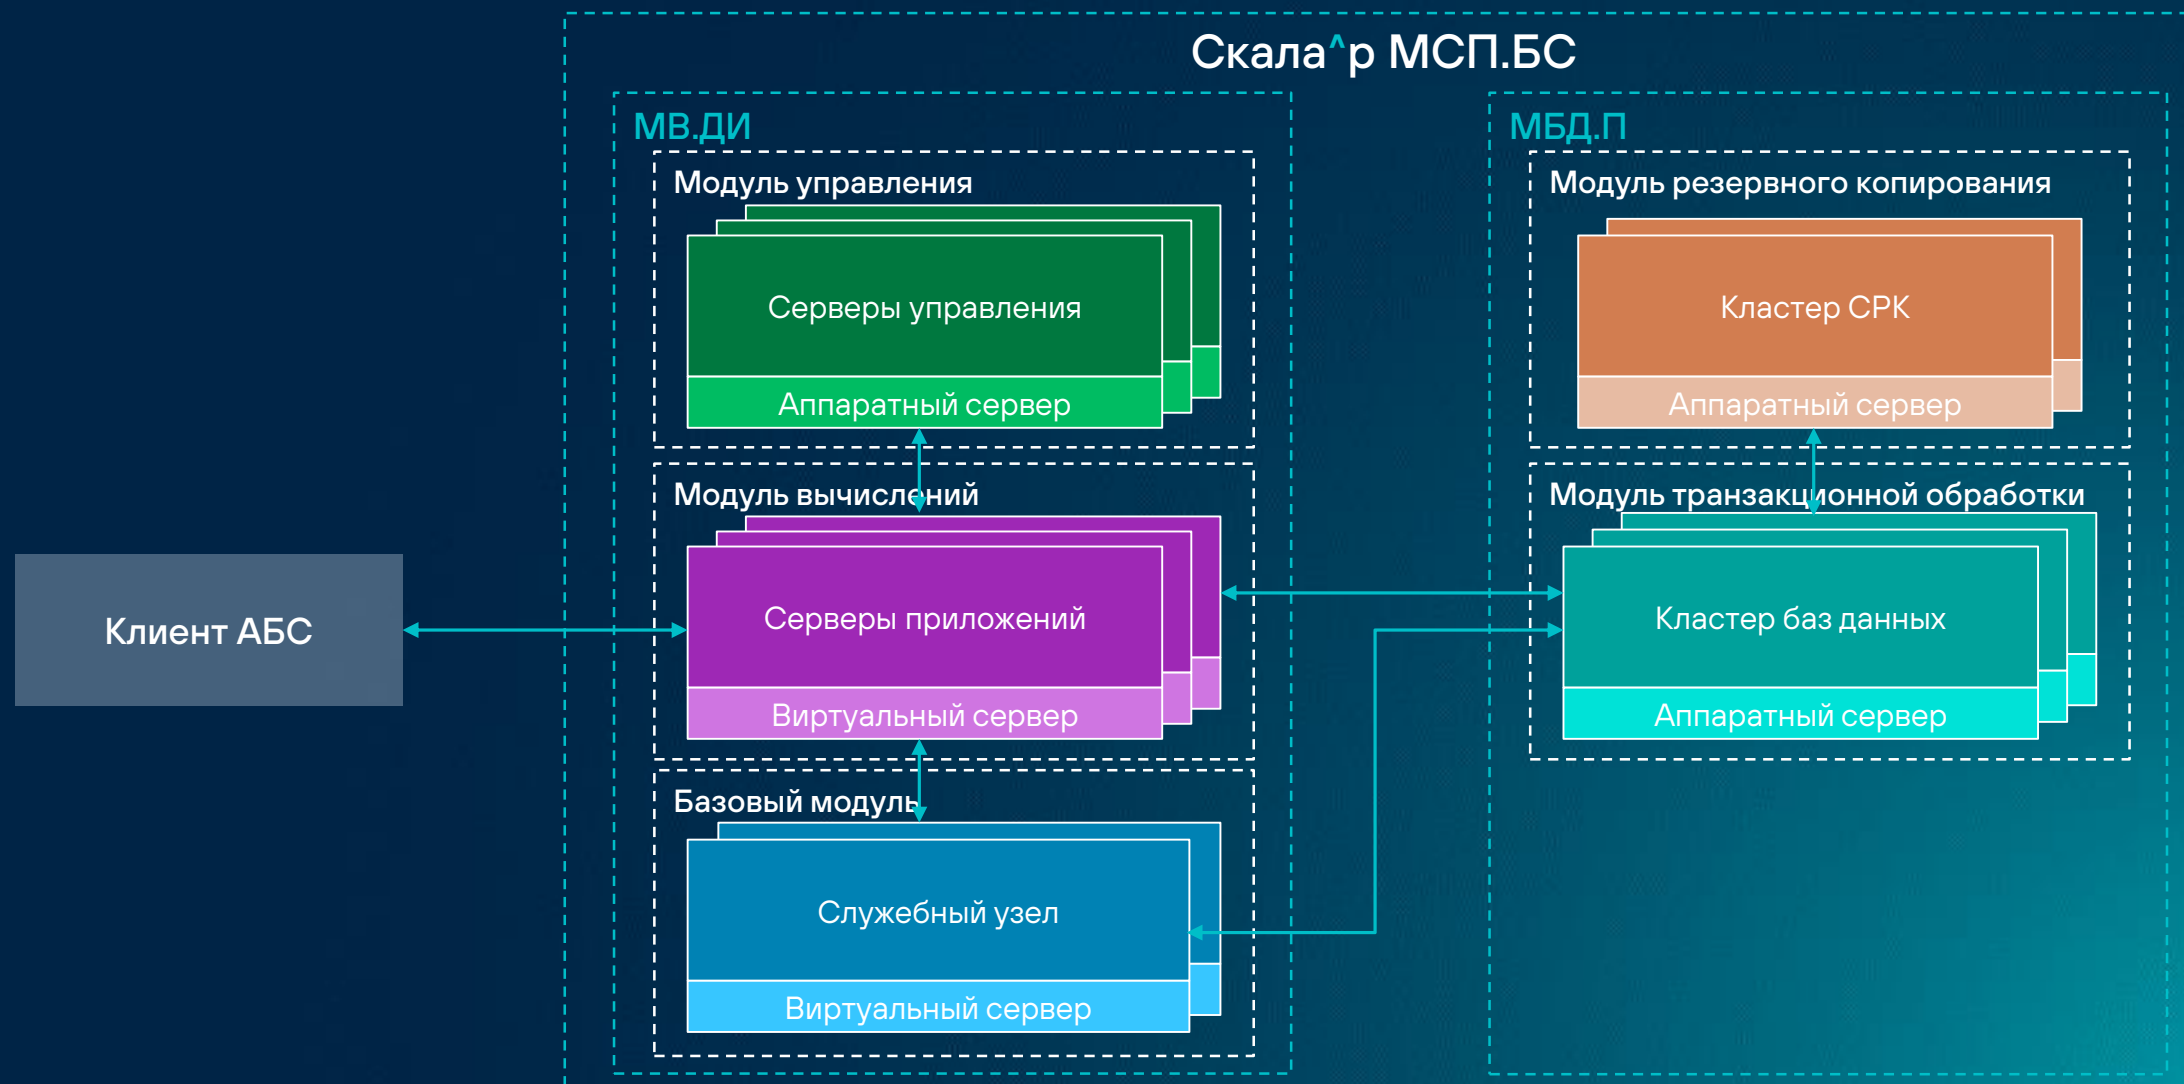 Скала^р МСП.БС
МВ.ДИ
Модуль управления
Серверы управления
Аппаратный сервер
Модуль вычислений
Серверы приложений
Виртуальный сервер
Базовый модуль
Служебный узел
Виртуальный сервер
МБД.П
Модуль резервного копирования
Кластер СРК
Аппаратный сервер
Модуль транзакционной обработки
Кластер баз данных
Аппаратный сервер
Клиент АБС